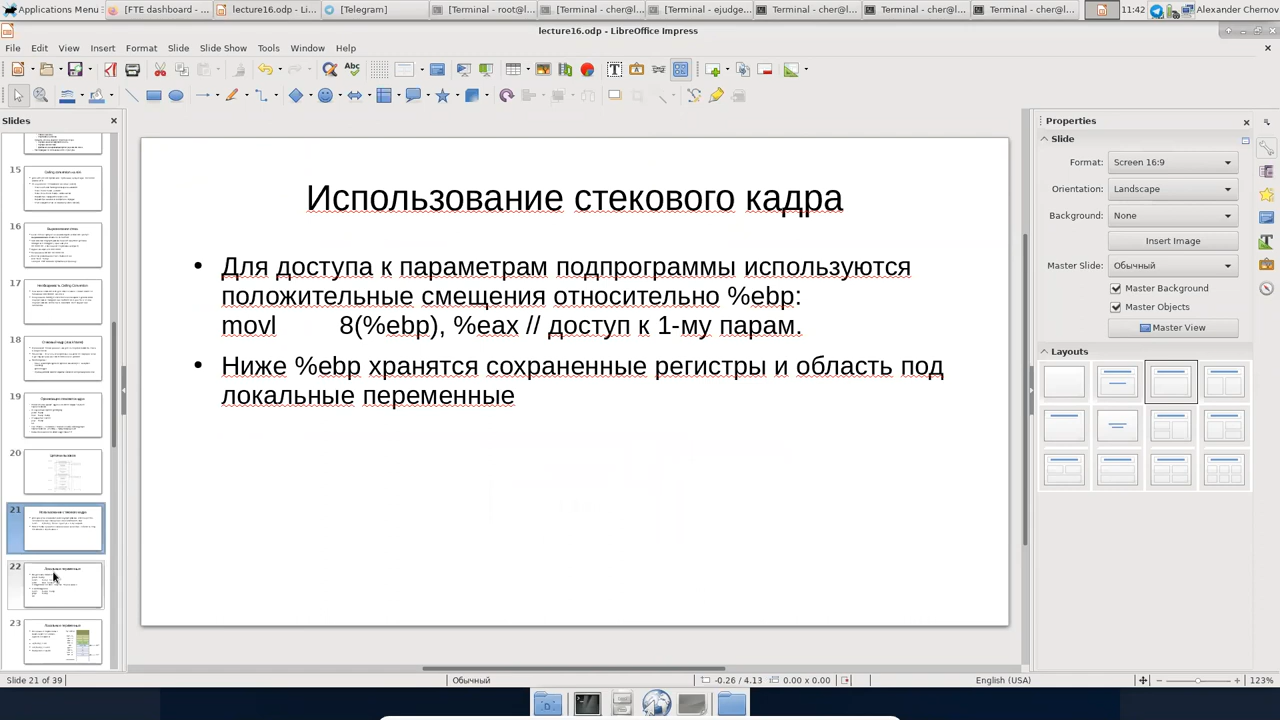 Applications Menu
[FTE dashboard - ...
lecture16.odp - Li...
[Telegram]
[Terminal - root@l...
[Terminal - cher@l...
[Terminal - ejudge...
Terminal - cher@l...
Terminal - cher@l...
Terminal - cher@l...
11:42
Alexander Chernov
lecture16.odp - LibreOffice Impress
File Edit View Insert Format Slide Slide Show Tools Window Help
Slides
Properties
Slide
Format: Screen 16:9
Orientation: Landscape
Background: None
Insert Image
Master Slide: Обычный
Master Background
Master Objects
Master View
Layouts
15
16
17
18
19
20
21
22
23
Использование стекового кадра
• Для доступа к параметрам подпрограммы используются
положительные смещения относительно %ebp:
movl 8(%ebp), %eax // доступ к 1-му парам.
• Ниже %ebp хранятся сохраненные регистры и область под
локальные переменные
Slide 21 of 39
Обычный
-0.26 / 4.13
0.00 x 0.00
English (USA)
123%